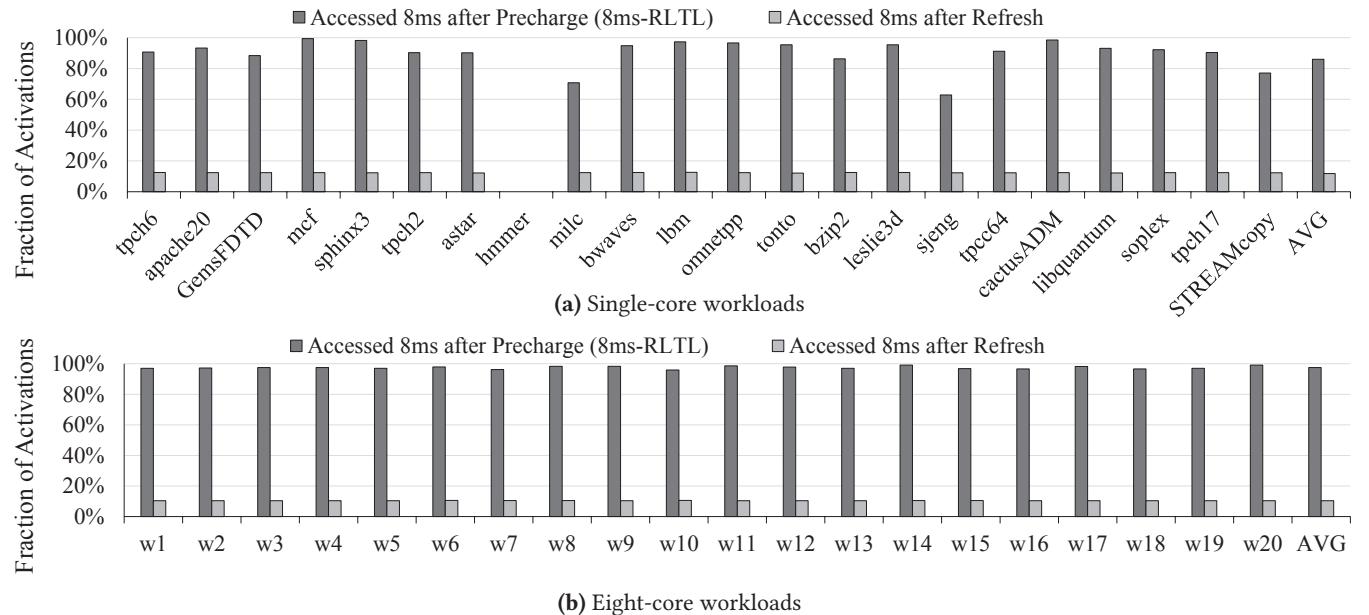 Accessed 8ms after Precharge (8ms-RLTL) Accessed 8ms after Refresh
Fraction of Activations
100%
80%
60%
40%
20%
0%
tpch6 apache20 GemsFDTD mcf sphinx3 tpch2 astar hmmer milc bwaves lbm omnetpp tonto bzip2 leslie3d sjeng tpcc64 cactusADM libquantum soplex tpch17 STREAMcopy AVG
(a) Single-core workloads
Accessed 8ms after Precharge (8ms-RLTL) Accessed 8ms after Refresh
Fraction of Activations
100%
80%
60%
40%
20%
0%
w1 w2 w3 w4 w5 w6 w7 w8 w9 w10 w11 w12 w13 w14 w15 w16 w17 w18 w19 w20 AVG
(b) Eight-core workloads